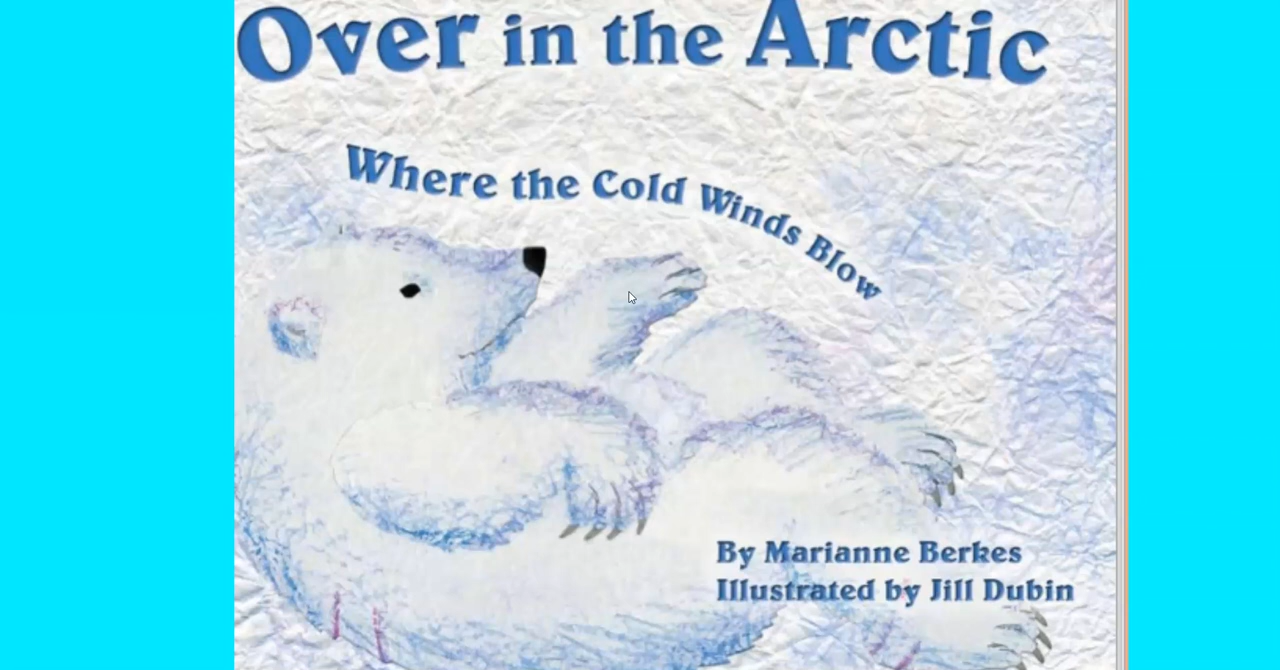 Over in the Arctic
Where the Cold Winds Blow
By Marianne Berkes
Illustrated by Jill Dubin